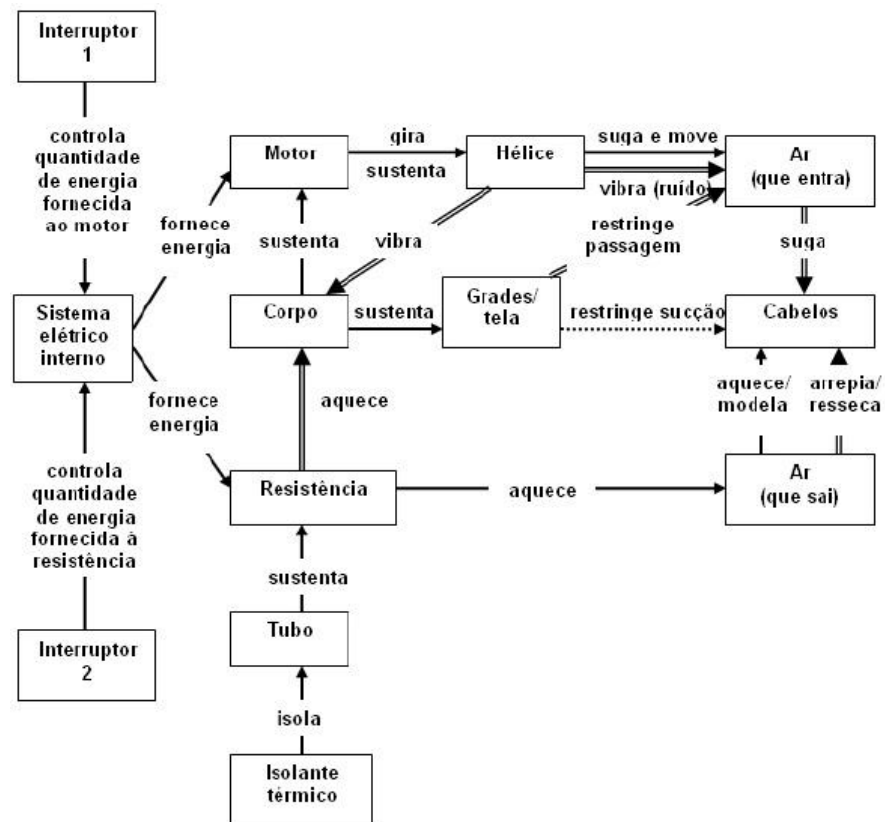 Interruptor
1
controla
quantidade
de energia
fornecida
ao motor
Motor
gira
sustenta
Hélice
suga e move
vibra (ruído)
Ar
(que entra)
fornece
energia
sustenta
vibra
restringe
passagem
suga
Sistema
elétrico
interno
Corpo
sustenta
Grades/
tela
restringe sucção
Cabelos
fornece
energia
aquece
aquece/
modela
arrepia/
resseca
controla
quantidade
de energia
fornecida à
resistência
Resistência
aquece
Ar
(que sai)
sustenta
Interruptor
2
Tubo
isola
Isolante
térmico